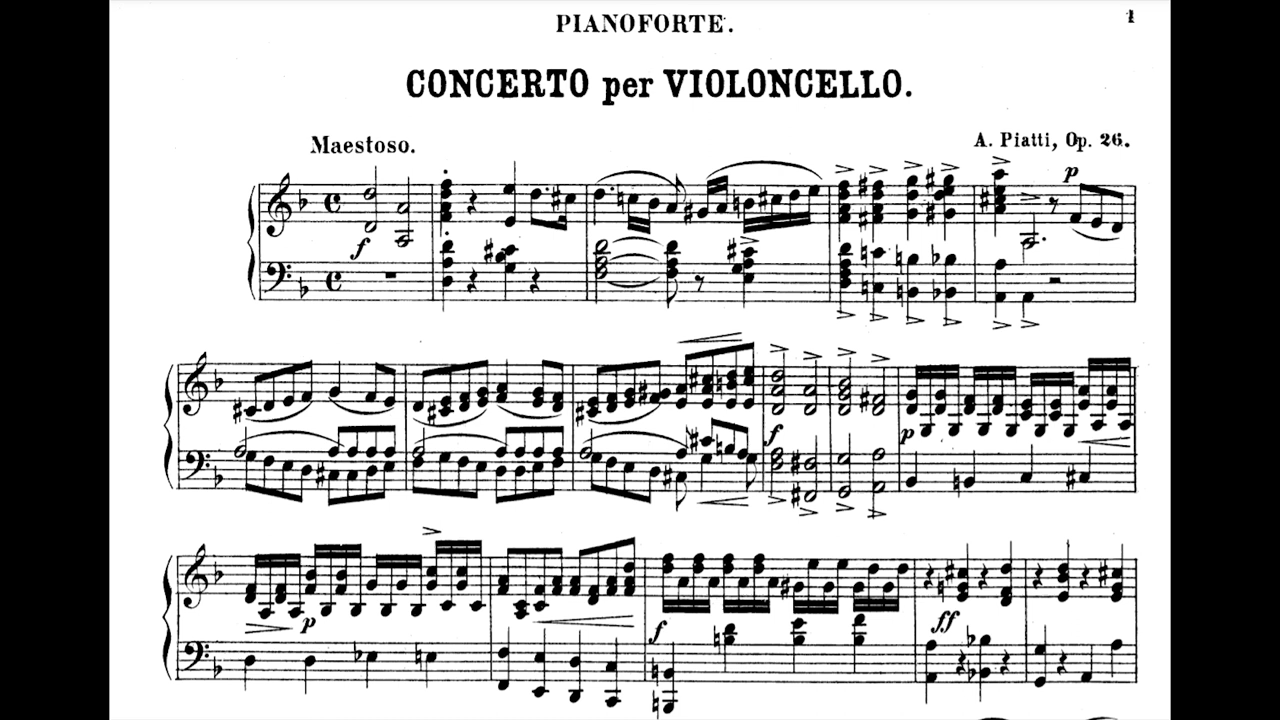 PIANOFORTE.
1
CONCERTO per VIOLONCELLO.
Maestoso.
A. Piatti, Op. 26.
p
f
f
p
p
f
ff